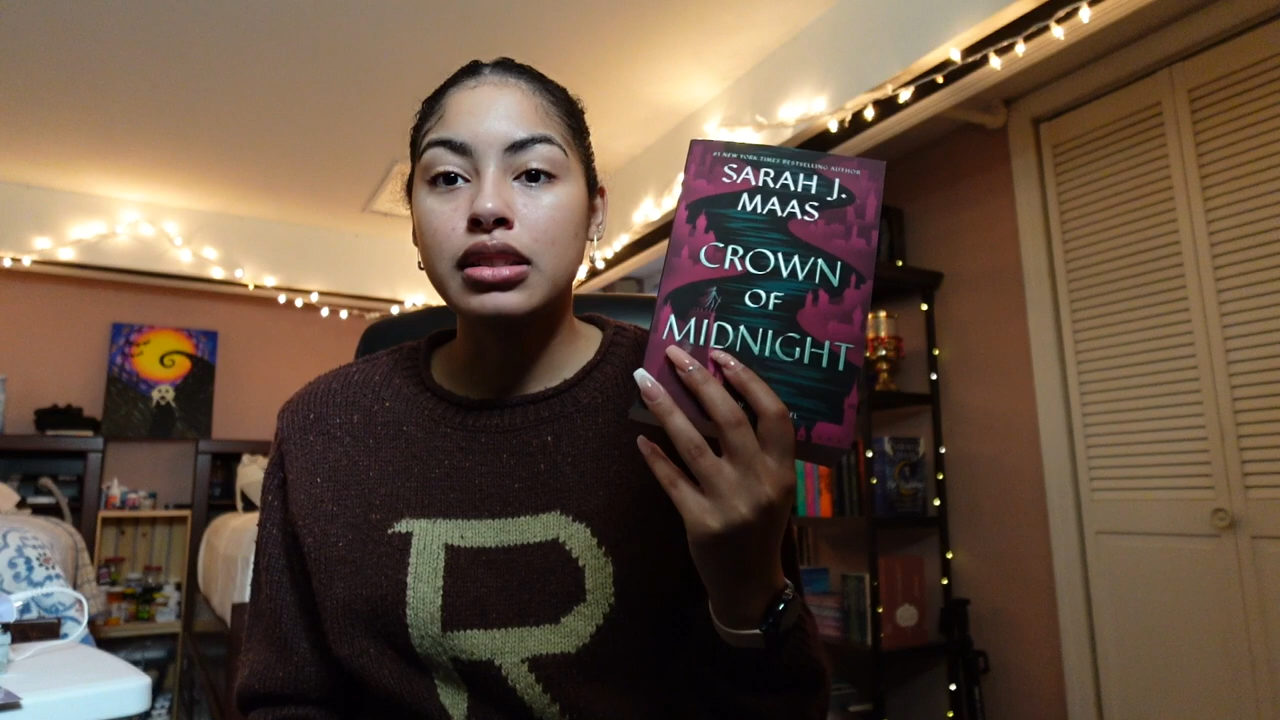 #1 NEW YORK TIMES BESTSELLING AUTHOR
SARAH J.
MAAS
CROWN
OF
MIDNIGHT
R